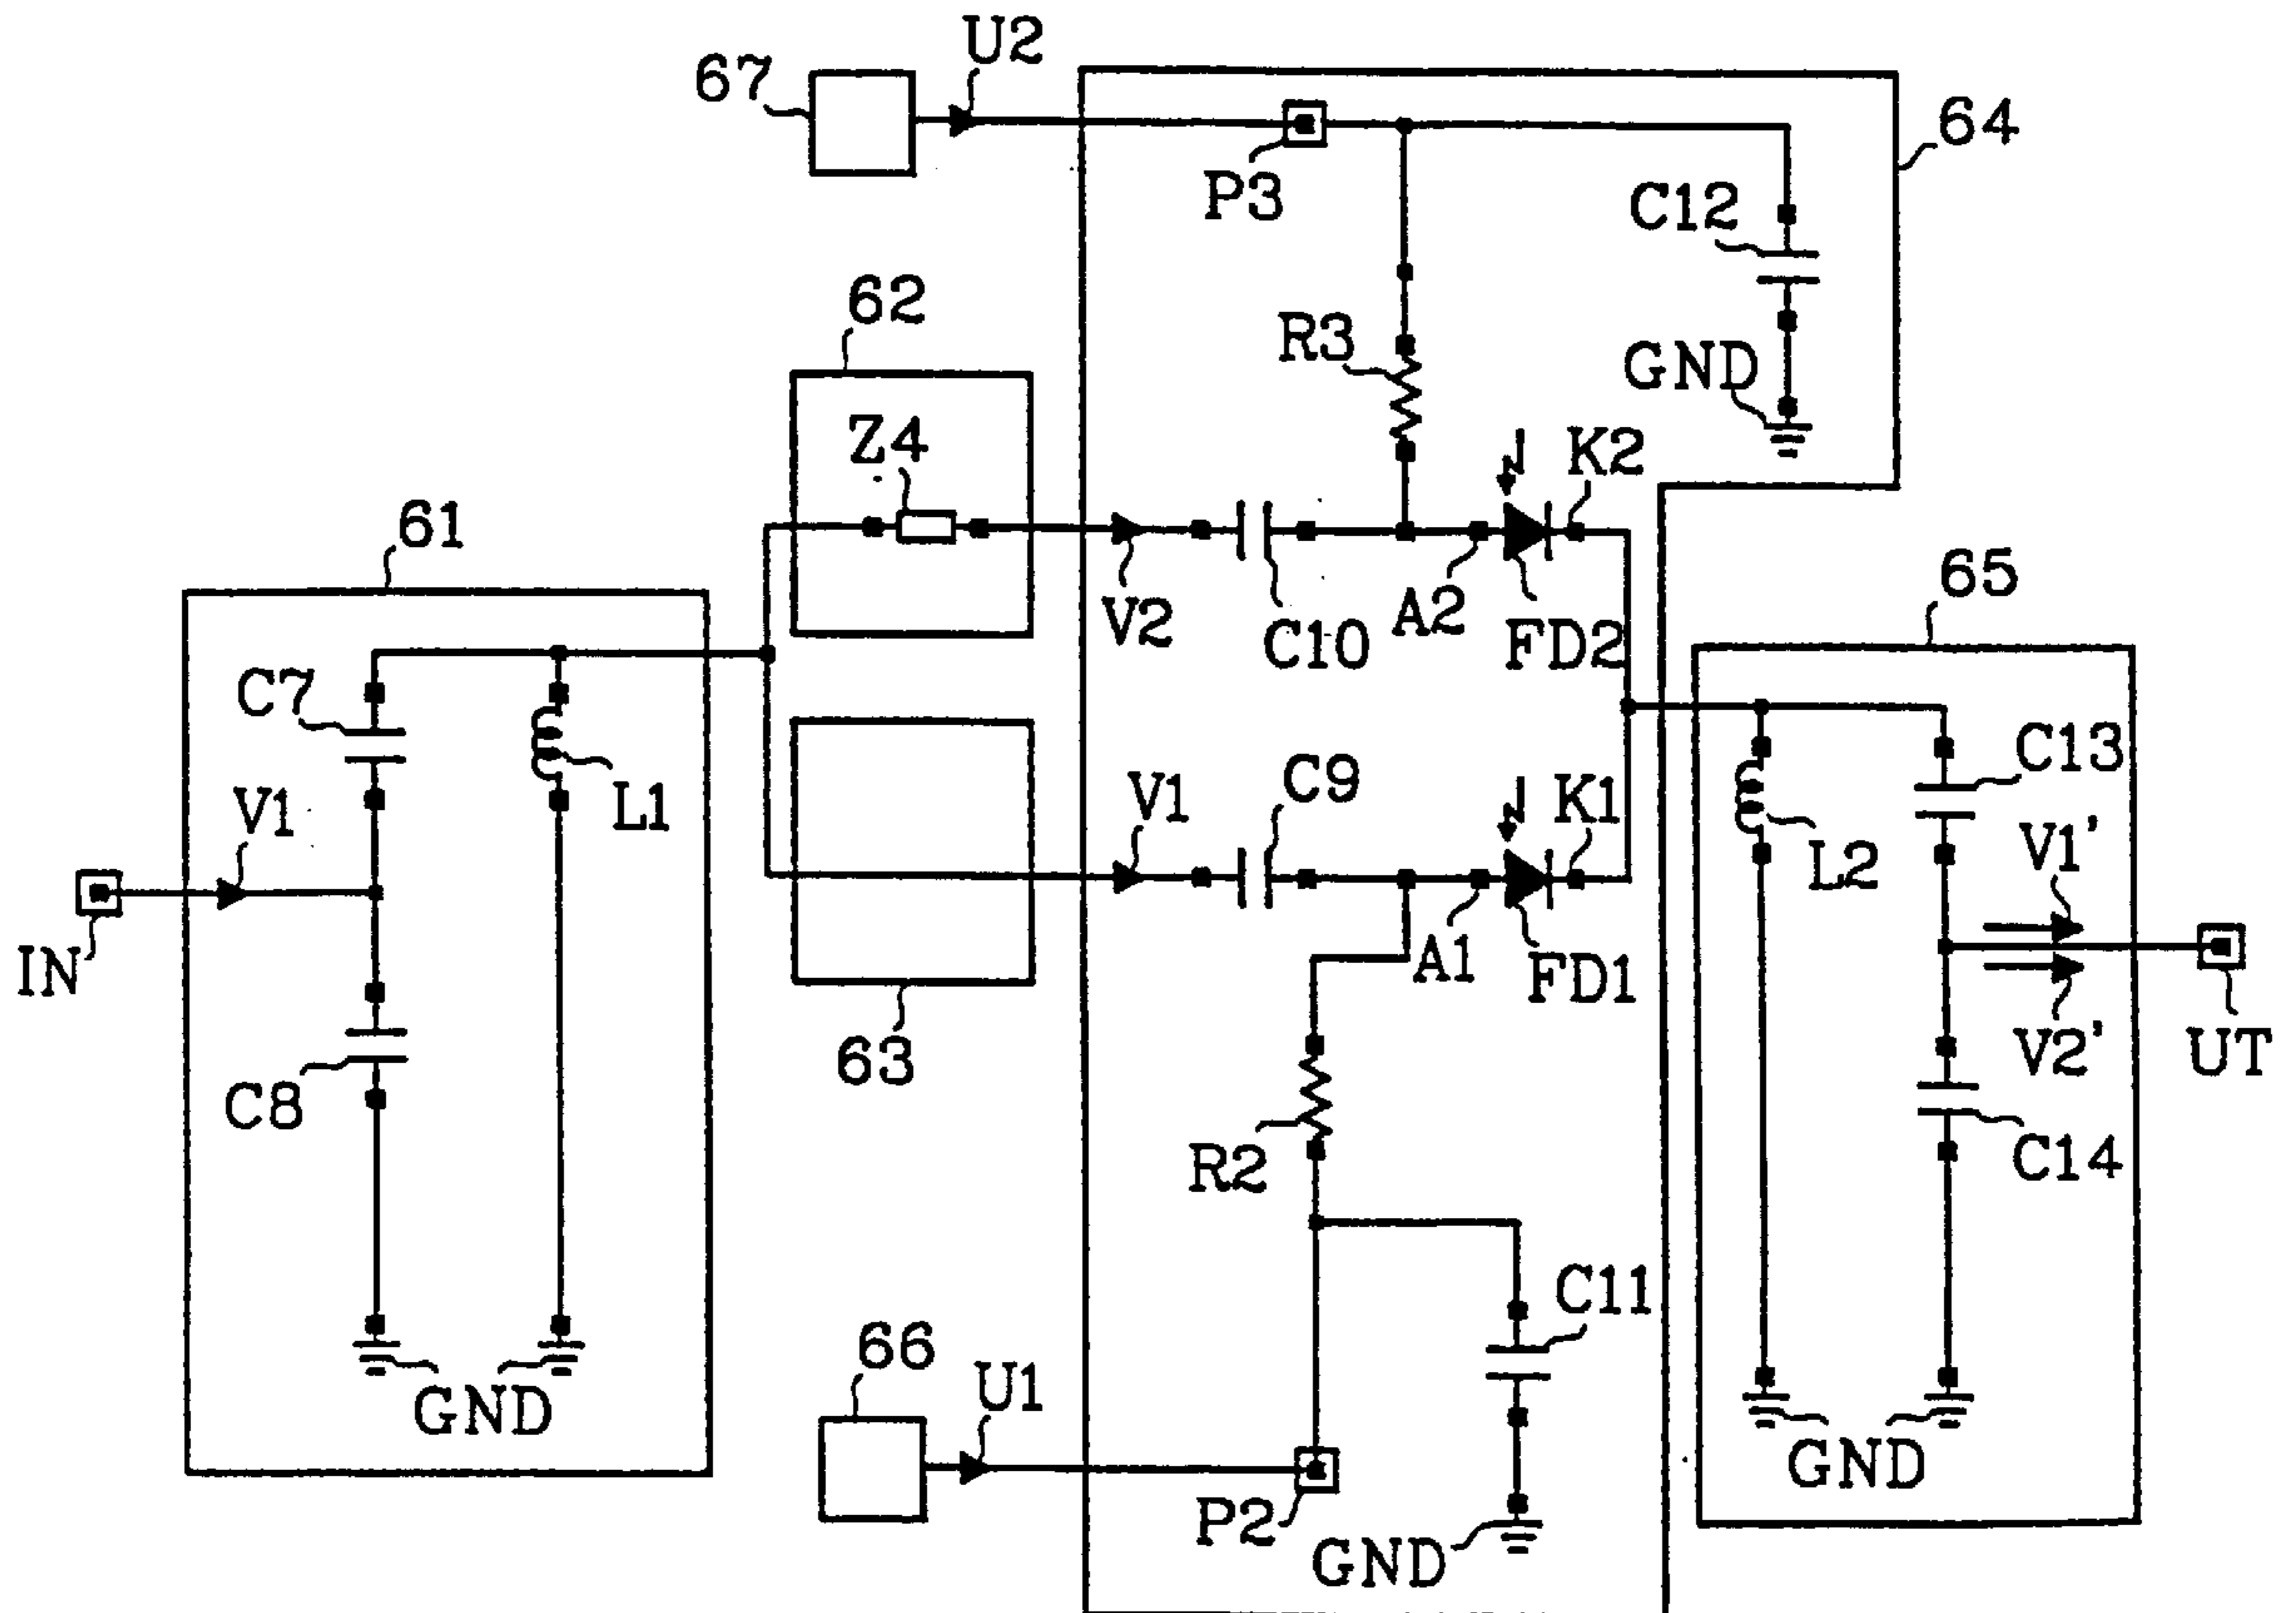 U2
67
64
P3
C12
62
R3
GND
Z4
K2
61
65
V2
A2
C10
FD2
C7
C13
C9
K1
V1
V1
L1
V1'
L2
IN
A1
FD1
V2'
UT
63
C8
R2
C14
C11
66
U1
GND
GND
P2
GND